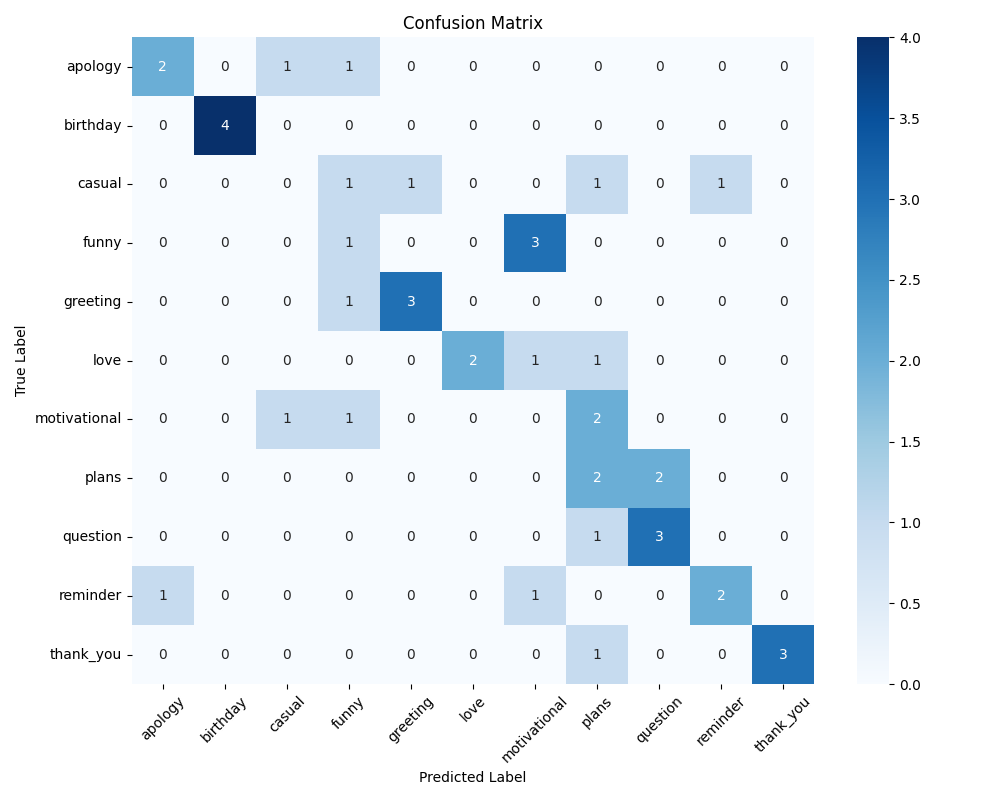 Confusion Matrix
True Label
apology 2 0 1 1 0 0 0 0 0 0 0
birthday 0 4 0 0 0 0 0 0 0 0 0
casual 0 0 0 1 1 0 0 1 0 1 0
funny 0 0 0 1 0 0 3 0 0 0 0
greeting 0 0 0 1 3 0 0 0 0 0 0
love 0 0 0 0 0 2 1 1 0 0 0
motivational 0 0 1 1 0 0 0 2 0 0 0
plans 0 0 0 0 0 0 0 2 2 0 0
question 0 0 0 0 0 0 0 1 3 0 0
reminder 1 0 0 0 0 0 1 0 0 2 0
thank_you 0 0 0 0 0 0 0 1 0 0 3
apology birthday casual funny greeting love motivational plans question reminder thank_you
Predicted Label
4.0
3.5
3.0
2.5
2.0
1.5
1.0
0.5
0.0